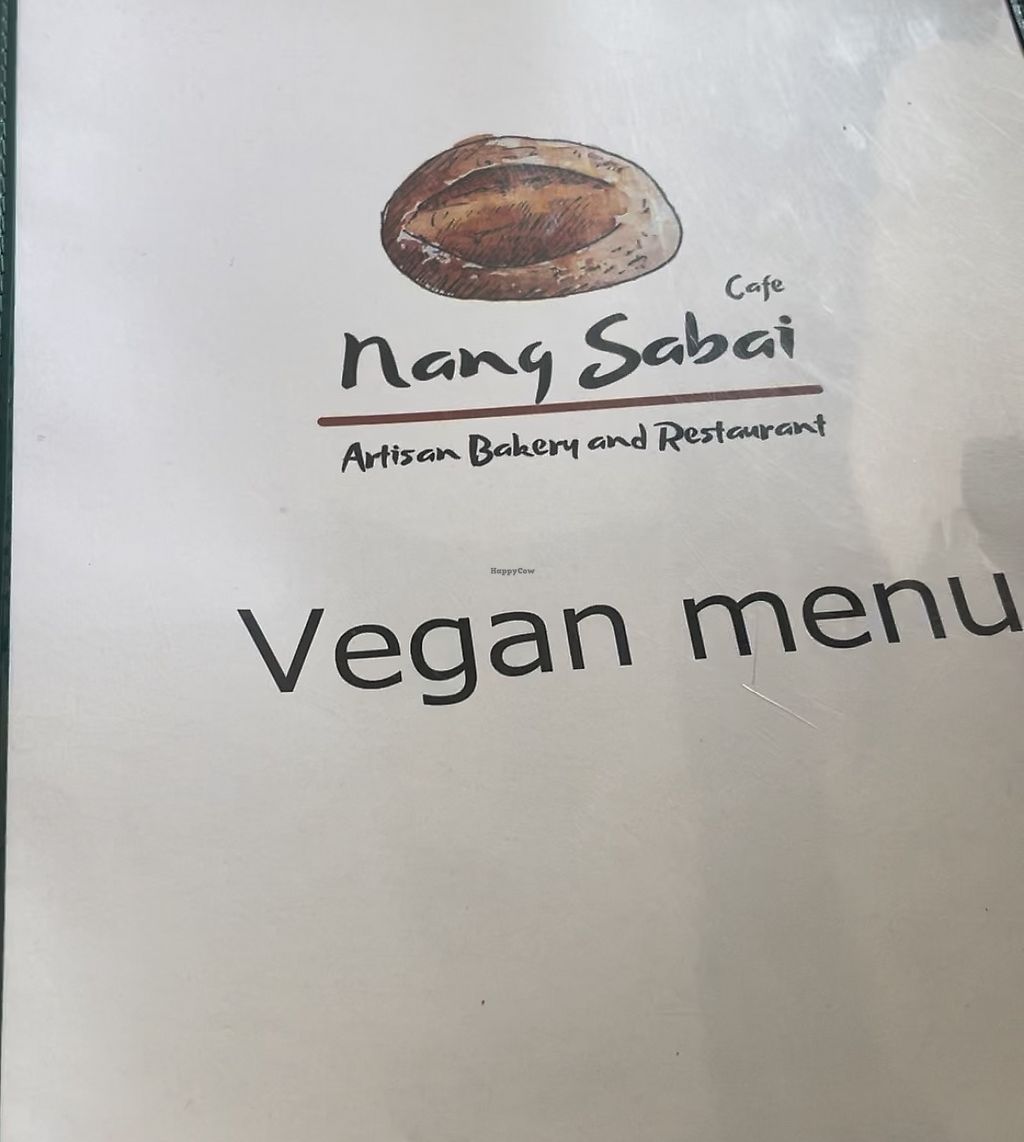 Cafe
Nang Sabai
Artisan Bakery and Restaurant
HappyCow
Vegan menu